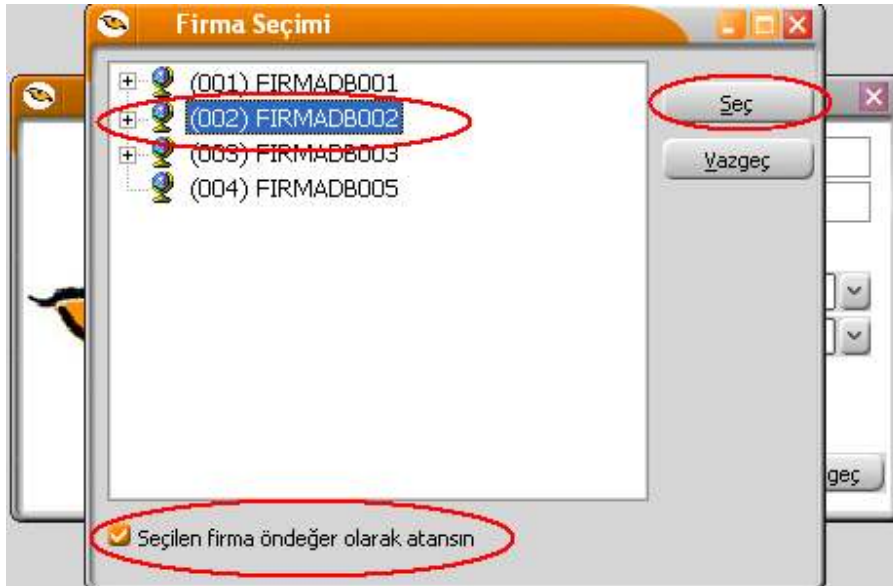 Firma Seçimi
(001) FIRMADB001
(002) FIRMADB002
(003) FIRMADB003
(004) FIRMADB005
Seç
Vazgeç
geç
Seçilen firma öndeğer olarak atansın